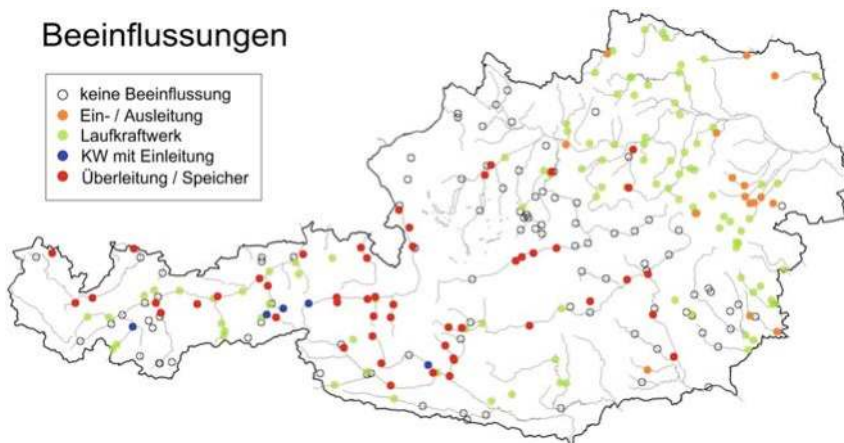 Beeinflussungen
keine Beeinflussung
Ein- / Ausleitung
Laufkraftwerk
KW mit Einleitung
Überleitung / Speicher